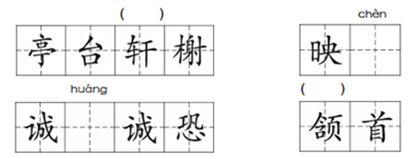 (      )    chèn
亭台轩榭    映
huáng    (      )
诚 诚恐    颔首